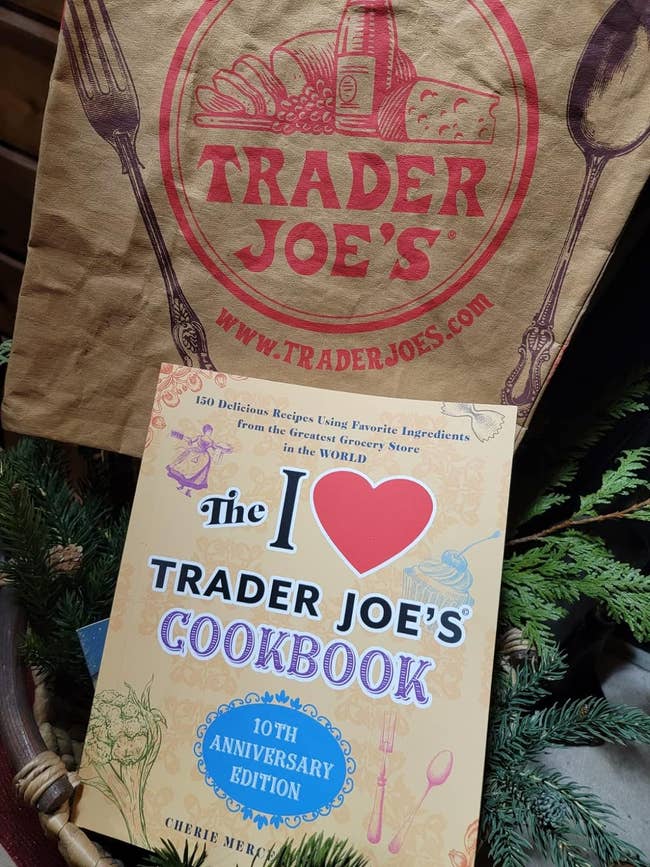 TRADER
JOE'S®
www.TRADERJOES.com
150 Delicious Recipes Using Favorite Ingredients
from the Greatest Grocery Store
in the WORLD
The I
TRADER JOE'S©
COOKBOOK
10TH
ANNIVERSARY
EDITION
CHERIE